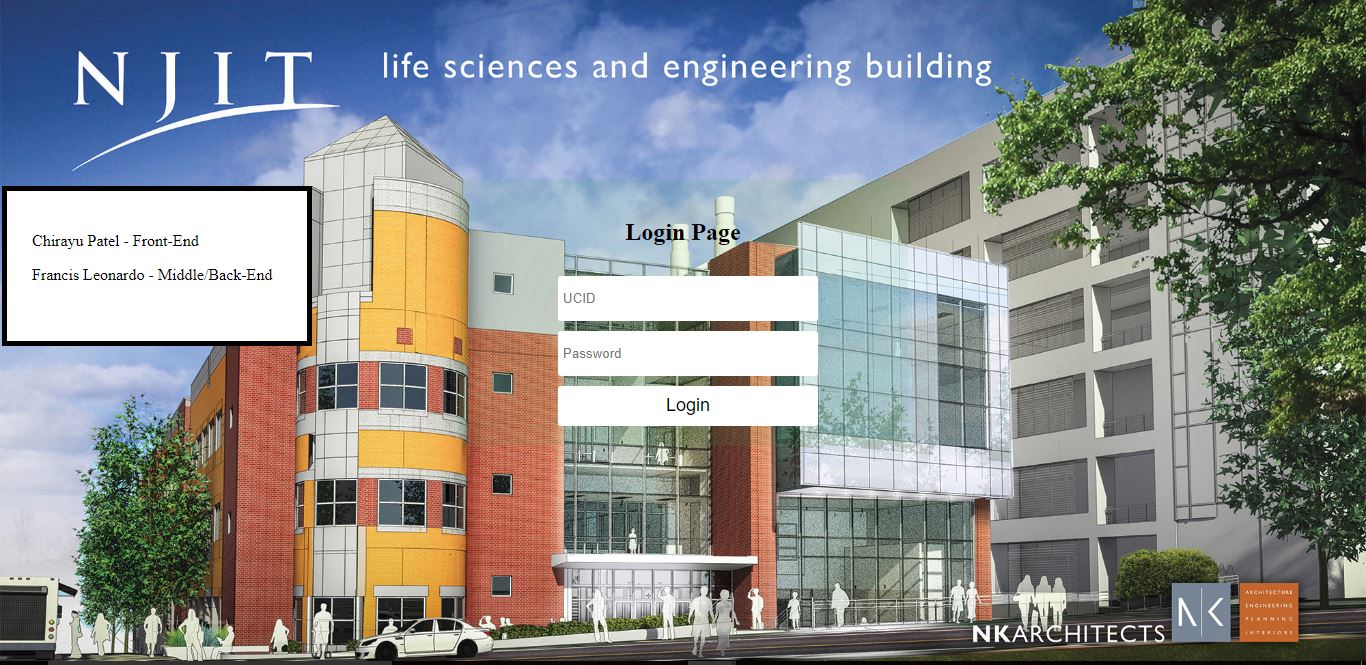 NJIT
life sciences and engineering building
Chirayu Patel - Front-End
Francis Leonardo - Middle/Back-End
Login Page
UCID
Password
Login
NKARCHITECTS
NK
ARCHITECTURE
ENGINEERING
PLANNING
INTERIORS